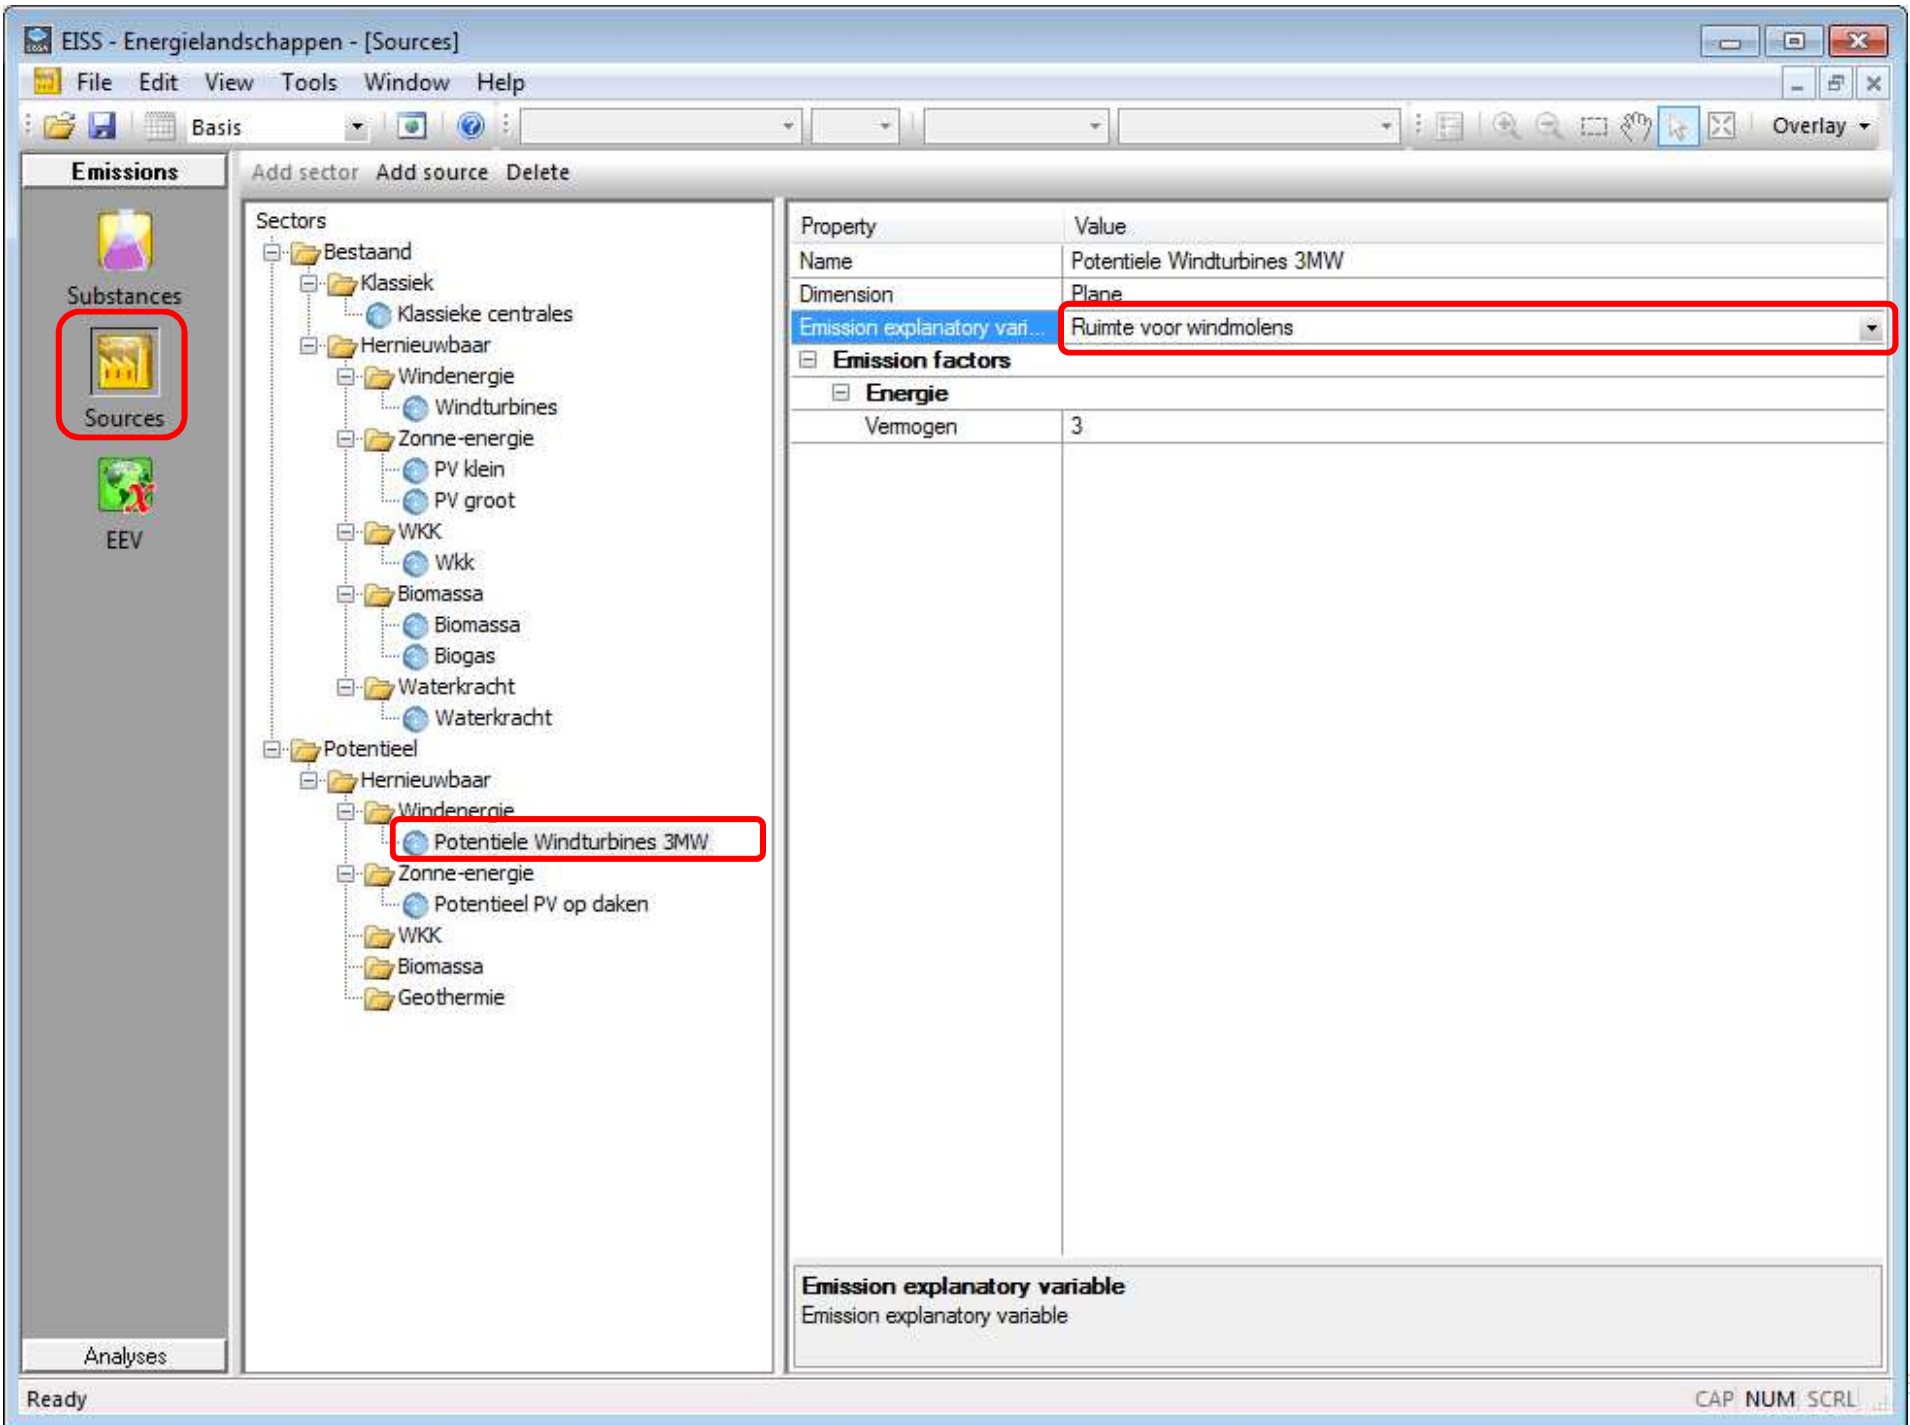 EISS - Energielandschappen - [Sources]
File Edit View Tools Window Help
Basis
Overlay
Emissions
Add sector Add source Delete
Substances
Sources
EEV
Analyses
Sectors
Bestaand
Klassiek
Klassieke centrales
Hernieuwbaar
Windenergie
Windturbines
Zonne-energie
PV klein
PV groot
WKK
Wkk
Biomassa
Biomassa
Biogas
Waterkracht
Waterkracht
Potentieel
Hernieuwbaar
Windenergie
Potentiele Windturbines 3MW
Zonne-energie
Potentieel PV op daken
WKK
Biomassa
Geothermie
Property Value
Name Potentiele Windturbines 3MW
Dimension Plane
Emission explanatory vari... Ruimte voor windmolens
Emission factors
Energie
Vermogen 3
Emission explanatory variable
Emission explanatory variable
Ready
CAP NUM SCRL